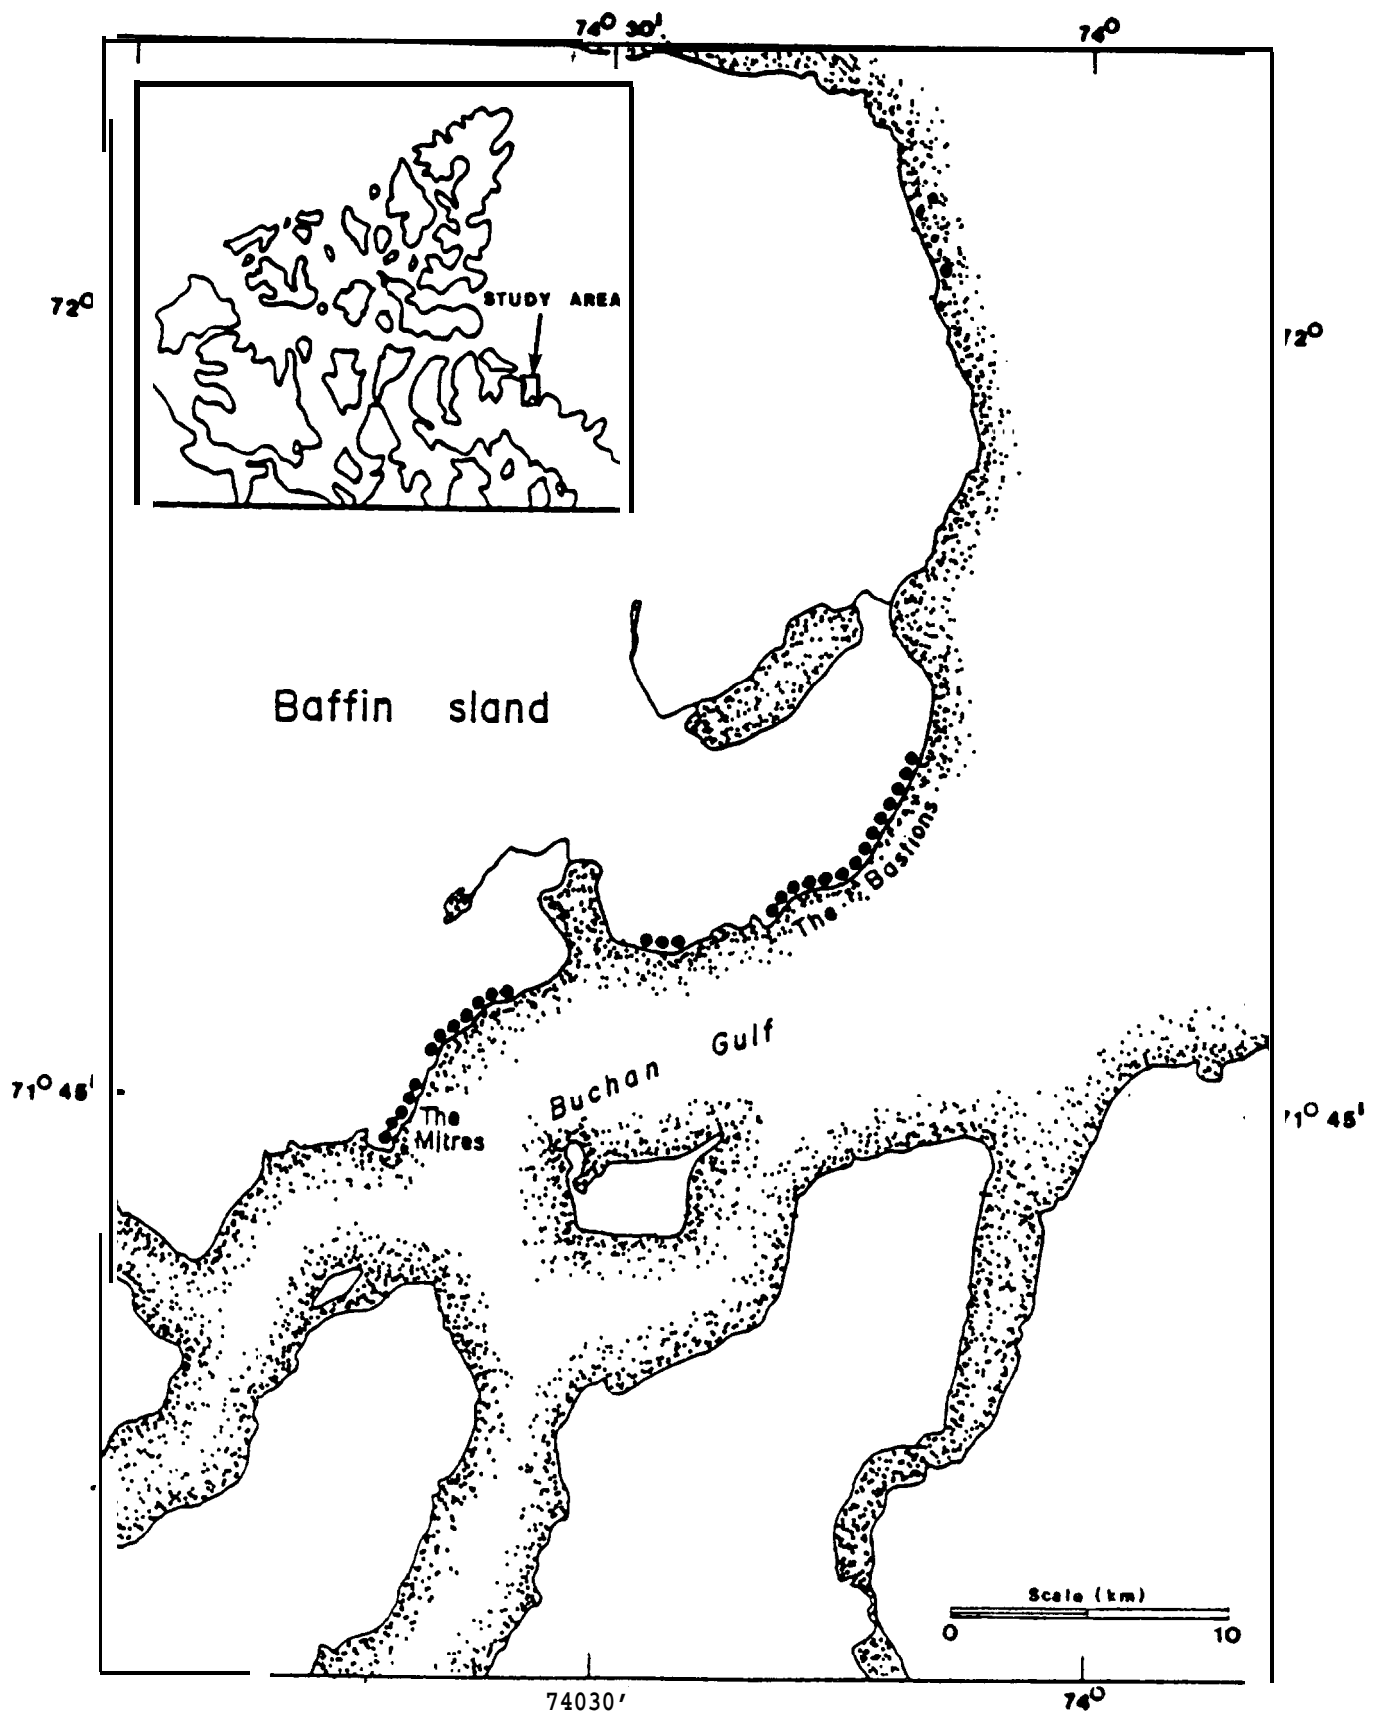 74° 30'
74°
STUDY AREA
72°
72°
Baffin sland
The Bastions
Buchan Gulf
71° 45'
The
Mitres
71° 45'
Scale (km)
0 10
74030'
74°